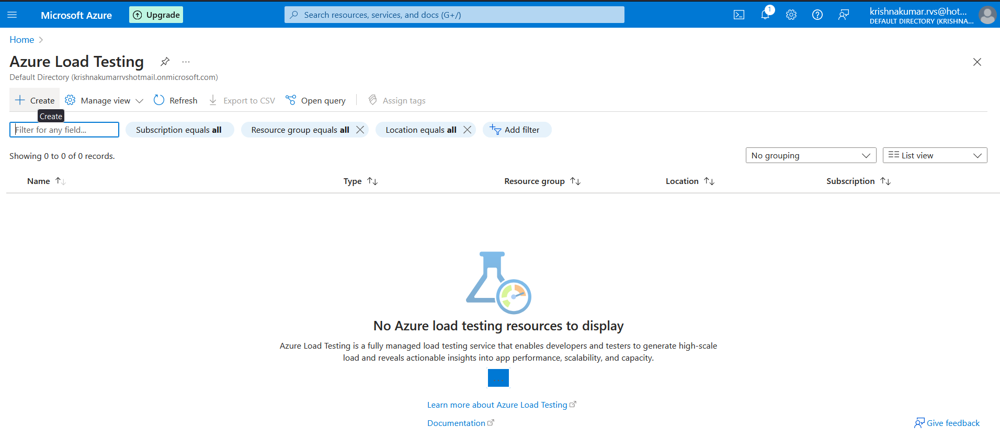 Microsoft Azure
Upgrade
Search resources, services, and docs (G+/)
1
krishnakumar.rvs@hot...
DEFAULT DIRECTORY (KRISHNA...
Home
Azure Load Testing
Default Directory (krishnakumarrvshotmail.onmicrosoft.com)
Create
Manage view
Refresh
Export to CSV
Open query
Assign tags
Create
Filter for any field...
Subscription equals all
Resource group equals all
Location equals all
Add filter
Showing 0 to 0 of 0 records.
No grouping
List view
Name
Type
Resource group
Location
Subscription
No Azure load testing resources to display
Azure Load Testing is a fully managed load testing service that enables developers and testers to generate high-scale
load and reveals actionable insights into app performance, scalability, and capacity.
Learn more about Azure Load Testing
Documentation
Give feedback